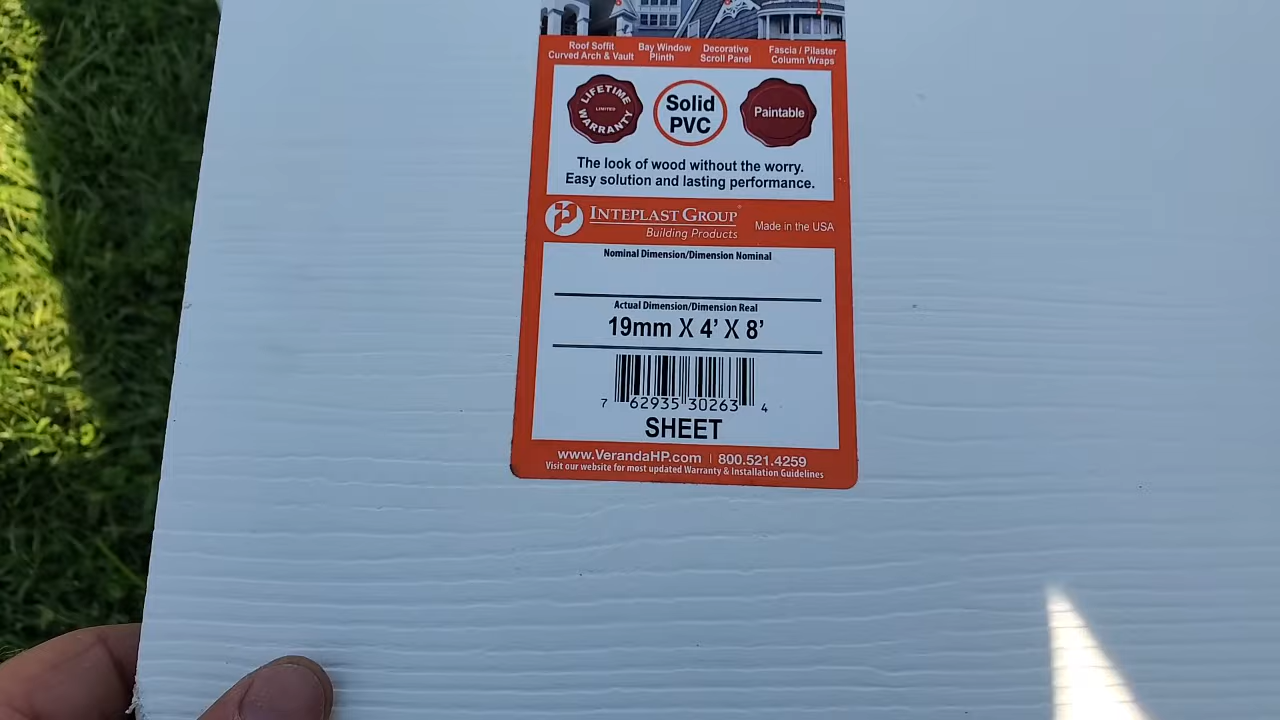 Roof Soffit
Curved Arch & Vault
Bay Window
Plinth
Decorative
Scroll Panel
Fascia / Pilaster
Column Wraps
LIFETIME
LIMITED
WARRANTY
Solid
PVC
Paintable
The look of wood without the worry.
Easy solution and lasting performance.
INTEPLAST GROUP
Building Products
Made in the USA
Nominal Dimension/Dimension Nominal
Actual Dimension/Dimension Real
19mm X 4' X 8'
7 62935 30263 4
SHEET
www.VerandaHP.com | 800.521.4259
Visit our website for most updated Warranty & Installation Guidelines